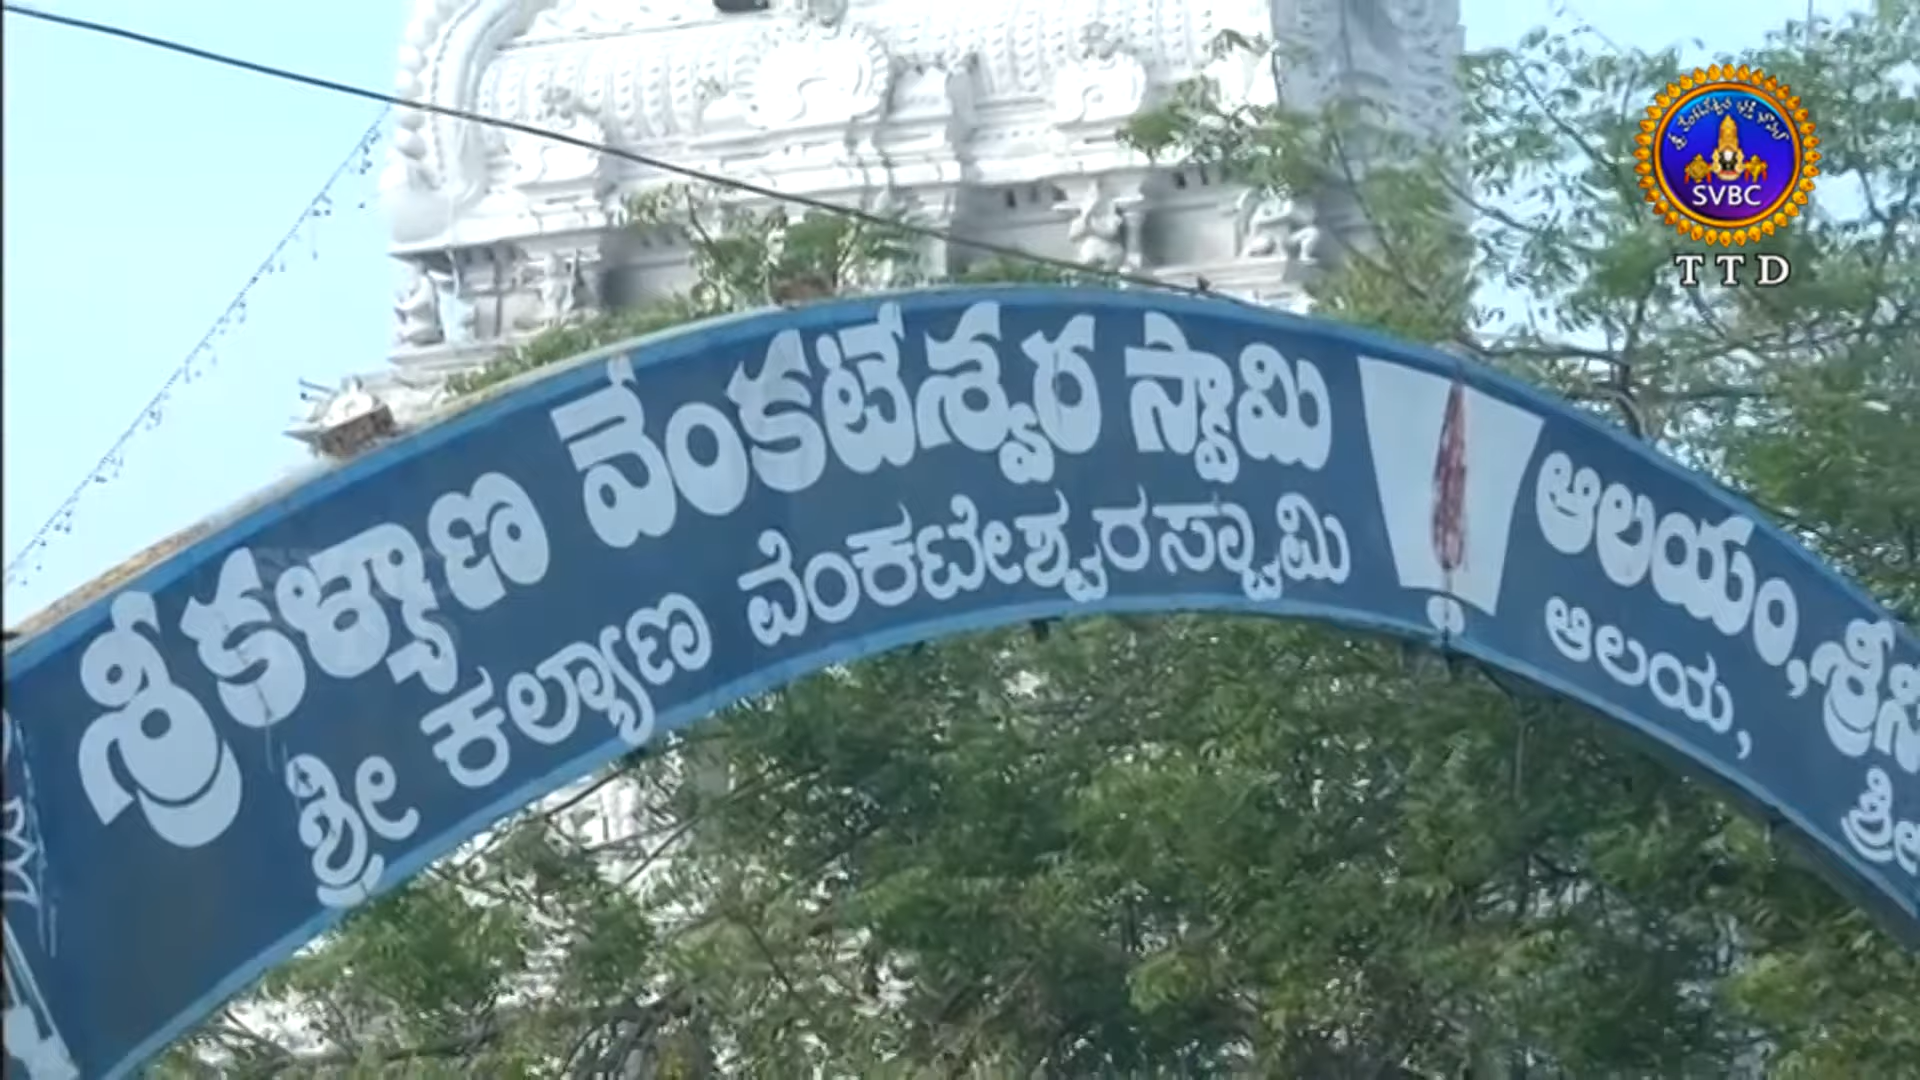 శ్రీ కళ్యాణ వేంకటేశ్వర స్వామి ఆలయం,
ಶ್ರೀ ಕಲ್ಯಾಣ ವೆಂಕಟೇಶ್ವರಸ್ವಾಮಿ ಆಲಯ,
SVBC
TTD